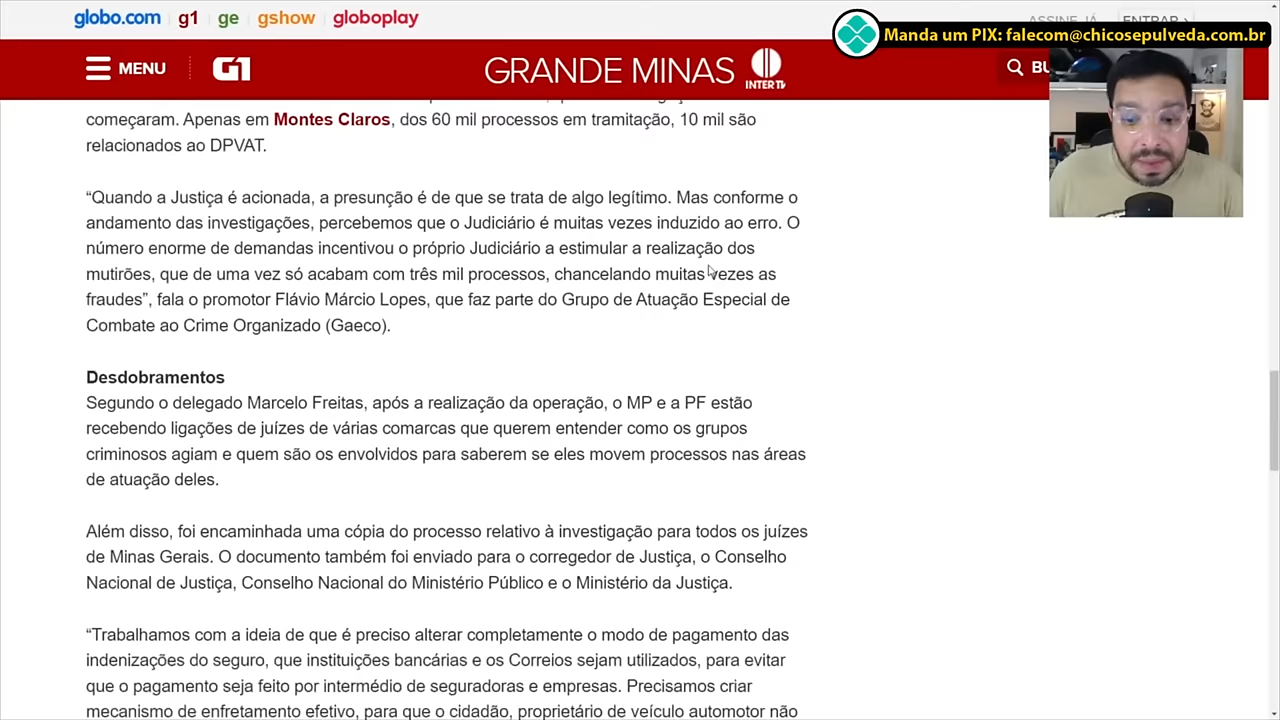 globo.com g1 ge gshow globoplay
ASSINE JÁ ENTRAR ›
Manda um PIX: falecom@chicosepulveda.com.br
MENU G1 GRANDE MINAS INTER TV BU
começaram. Apenas em Montes Claros, dos 60 mil processos em tramitação, 10 mil são
relacionados ao DPVAT.
“Quando a Justiça é acionada, a presunção é de que se trata de algo legítimo. Mas conforme o
andamento das investigações, percebemos que o Judiciário é muitas vezes induzido ao erro. O
número enorme de demandas incentivou o próprio Judiciário a estimular a realização dos
mutirões, que de uma vez só acabam com três mil processos, chancelando muitas vezes as
fraudes”, fala o promotor Flávio Márcio Lopes, que faz parte do Grupo de Atuação Especial de
Combate ao Crime Organizado (Gaeco).
Desdobramentos
Segundo o delegado Marcelo Freitas, após a realização da operação, o MP e a PF estão
recebendo ligações de juízes de várias comarcas que querem entender como os grupos
criminosos agiam e quem são os envolvidos para saberem se eles movem processos nas áreas
de atuação deles.
Além disso, foi encaminhada uma cópia do processo relativo à investigação para todos os juízes
de Minas Gerais. O documento também foi enviado para o corregedor de Justiça, o Conselho
Nacional de Justiça, Conselho Nacional do Ministério Público e o Ministério da Justiça.
“Trabalhamos com a ideia de que é preciso alterar completamente o modo de pagamento das
indenizações do seguro, que instituições bancárias e os Correios sejam utilizados, para evitar
que o pagamento seja feito por intermédio de seguradoras e empresas. Precisamos criar
mecanismo de enfretamento efetivo, para que o cidadão, proprietário de veículo automotor não